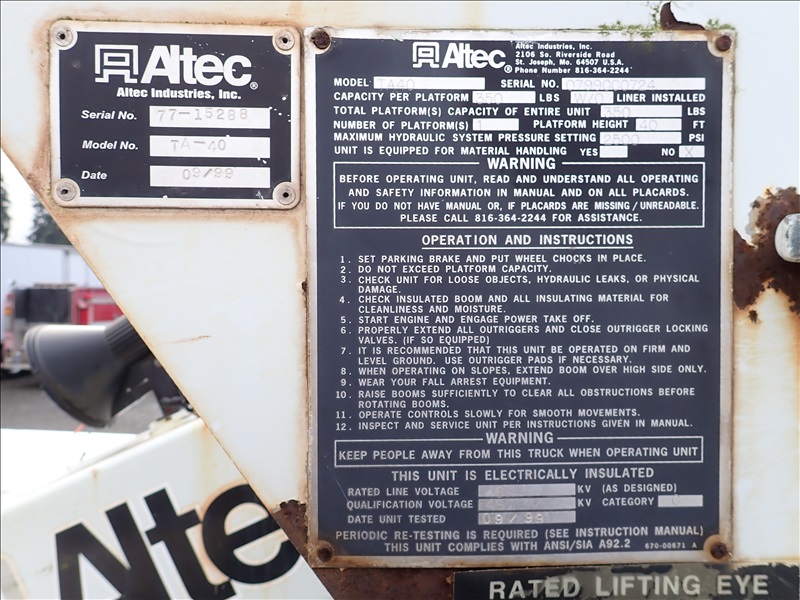 Altec®
Altec Industries, Inc.
Serial No. 77-15288
Model No. TA-40
Date 09/99
Altec®
Altec Industries, Inc.
2106 So. Riverside Road
St. Joseph, Mo. 64507 U.S.A.
Phone Number 816-364-2244
MODEL TA40 SERIAL NO.
CAPACITY PER PLATFORM 350 LBS LINER INSTALLED
TOTAL PLATFORM(S) CAPACITY OF ENTIRE UNIT 350 LBS
NUMBER OF PLATFORM(S) 1 PLATFORM HEIGHT 40 FT
MAXIMUM HYDRAULIC SYSTEM PRESSURE SETTING 2500 PSI
UNIT IS EQUIPPED FOR MATERIAL HANDLING YES NO X
WARNING
BEFORE OPERATING UNIT, READ AND UNDERSTAND ALL OPERATING
AND SAFETY INFORMATION IN MANUAL AND ON ALL PLACARDS.
IF YOU DO NOT HAVE MANUAL OR, IF PLACARDS ARE MISSING/UNREADABLE.
PLEASE CALL 816-364-2244 FOR ASSISTANCE.
OPERATION AND INSTRUCTIONS
1. SET PARKING BRAKE AND PUT WHEEL CHOCKS IN PLACE.
2. DO NOT EXCEED PLATFORM CAPACITY.
3. CHECK UNIT FOR LOOSE OBJECTS, HYDRAULIC LEAKS, OR PHYSICAL
DAMAGE.
4. CHECK INSULATED BOOM AND ALL INSULATING MATERIAL FOR
CLEANLINESS AND MOISTURE.
5. START ENGINE AND ENGAGE POWER TAKE OFF.
6. PROPERLY EXTEND ALL OUTRIGGERS AND CLOSE OUTRIGGER LOCKING
VALVES. (IF SO EQUIPPED)
7. IT IS RECOMMENDED THAT THIS UNIT BE OPERATED ON FIRM AND
LEVEL GROUND. USE OUTRIGGER PADS IF NECESSARY.
8. WHEN OPERATING ON SLOPES, EXTEND BOOM OVER HIGH SIDE ONLY.
9. WEAR YOUR FALL ARREST EQUIPMENT.
10. RAISE BOOMS SUFFICIENTLY TO CLEAR ALL OBSTRUCTIONS BEFORE
ROTATING BOOMS.
11. OPERATE CONTROLS SLOWLY FOR SMOOTH MOVEMENTS.
12. INSPECT AND SERVICE UNIT PER INSTRUCTIONS GIVEN IN MANUAL.
WARNING
KEEP PEOPLE AWAY FROM THIS TRUCK WHEN OPERATING UNIT
THIS UNIT IS ELECTRICALLY INSULATED
RATED LINE VOLTAGE KV (AS DESIGNED)
QUALIFICATION VOLTAGE KV CATEGORY C
DATE UNIT TESTED 09/99
PERIODIC RE-TESTING IS REQUIRED (SEE INSTRUCTION MANUAL)
THIS UNIT COMPLIES WITH ANSI/SIA A92.2 670-00671 A
Alte
RATED LIFTING EYE